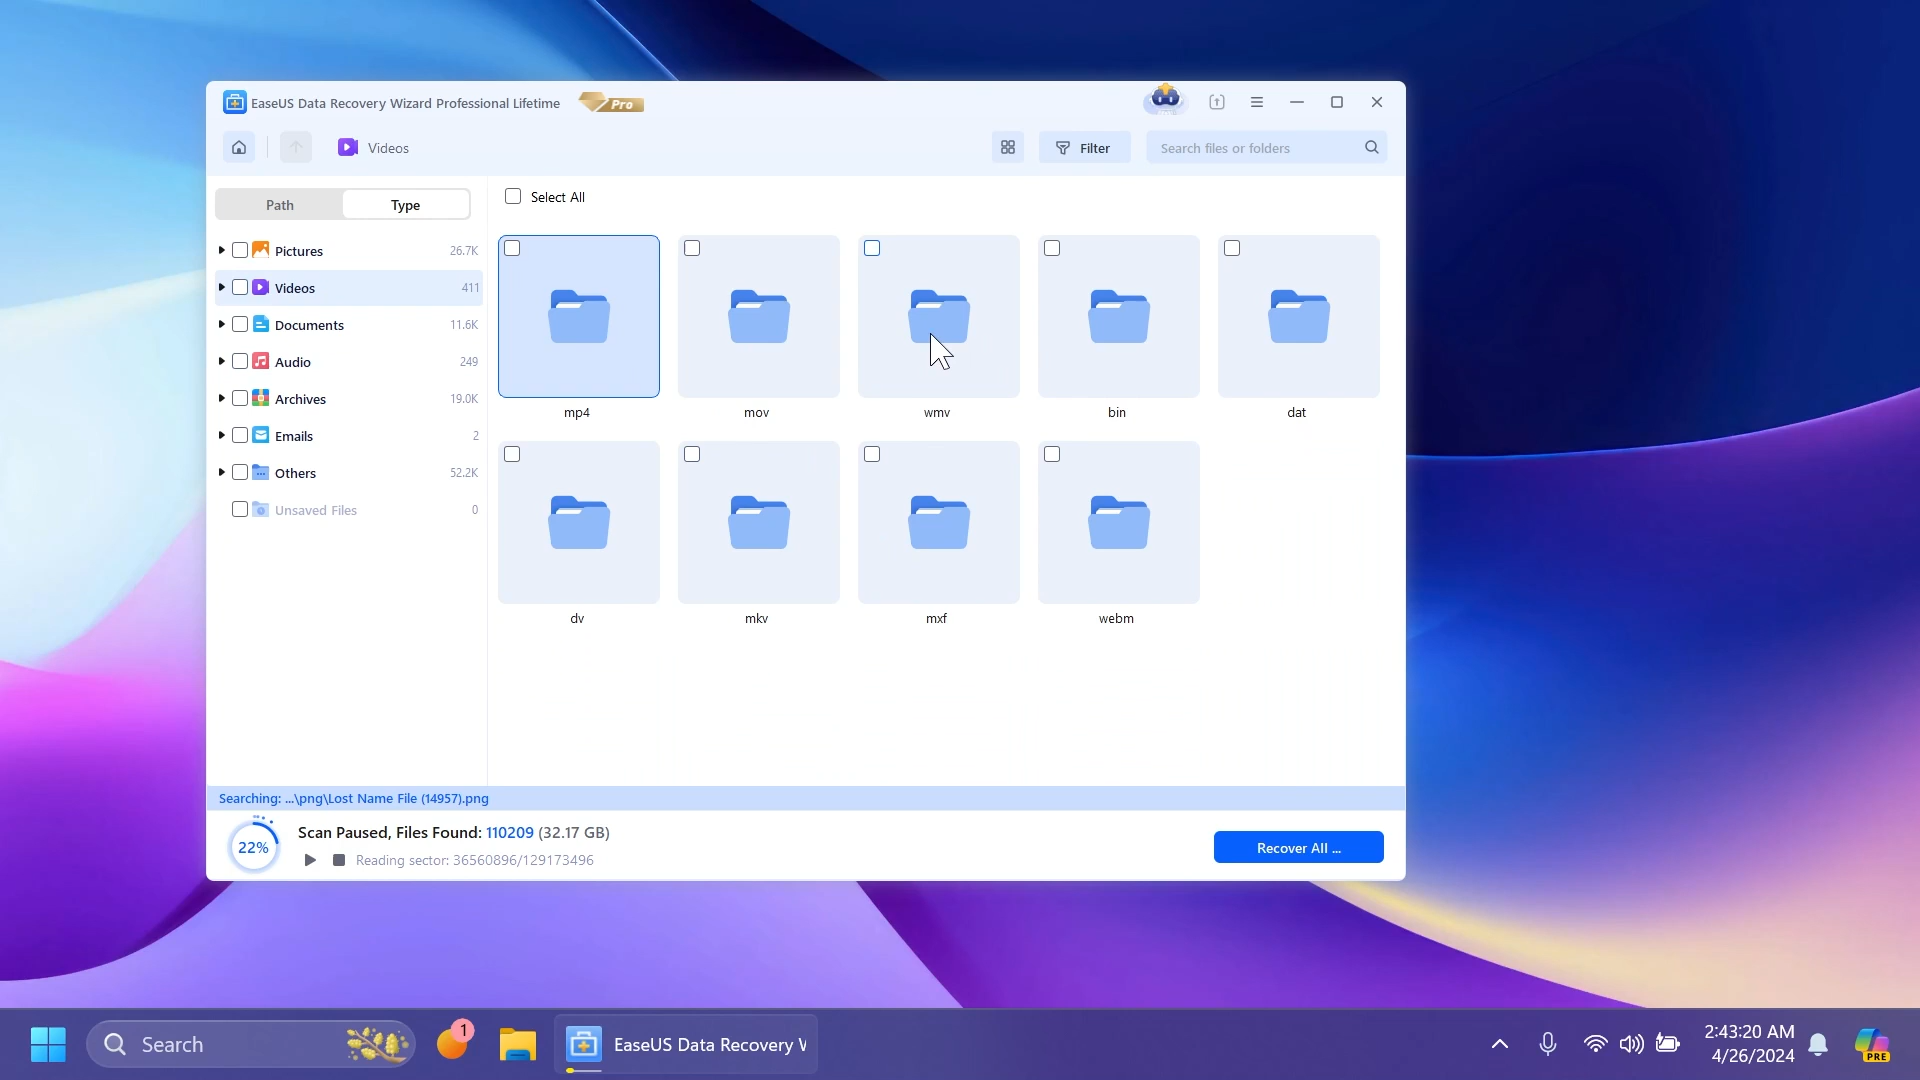 EaseUS Data Recovery Wizard Professional Lifetime Pro
Videos
Filter
Search files or folders
Path Type
Select All
Pictures 26.7K
Videos 411
Documents 11.6K
Audio 249
Archives 19.0K
Emails 2
Others 52.2K
Unsaved Files 0
mp4 mov wmv bin dat
dv mkv mxf webm
Searching: ...\png\Lost Name File (14957).png
22%
Scan Paused, Files Found: 110209 (32.17 GB)
Reading sector: 36560896/129173496
Recover All ...
Search
1
EaseUS Data Recovery
2:43:20 AM
4/26/2024
PRE